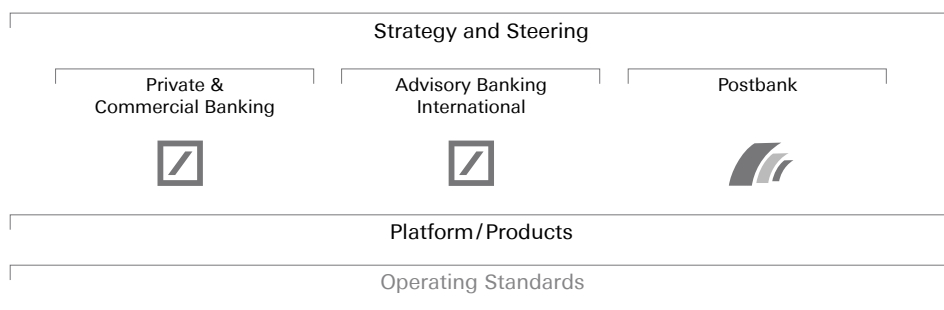 Strategy and Steering
Private &
Commercial Banking
Advisory Banking
International
Postbank
Platform/Products
Operating Standards